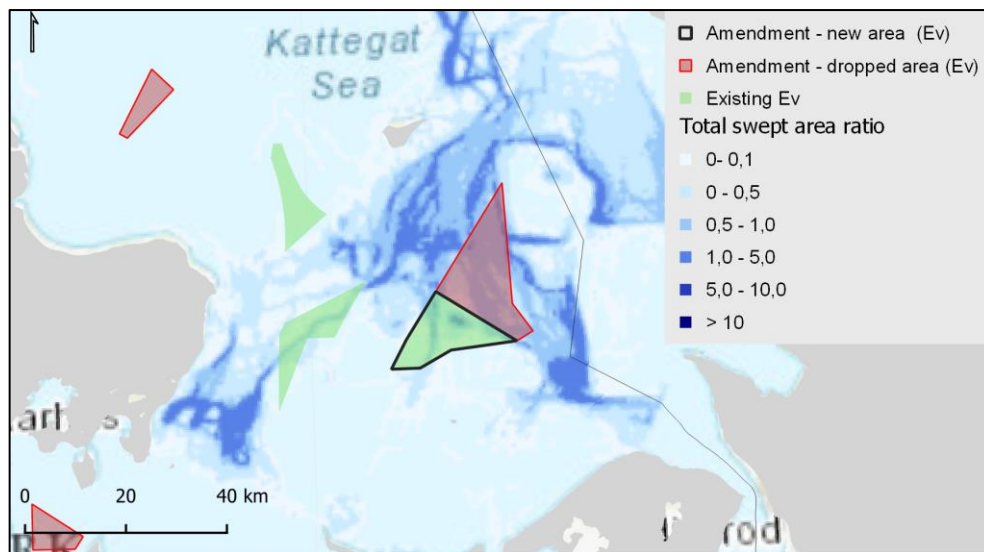 Kattegat
Sea
Amendment - new area (Ev)
Amendment - dropped area (Ev)
Existing Ev
Total swept area ratio
0- 0,1
0 - 0,5
0,5 - 1,0
1,0 - 5,0
5,0 - 10,0
> 10
0 20 40 km